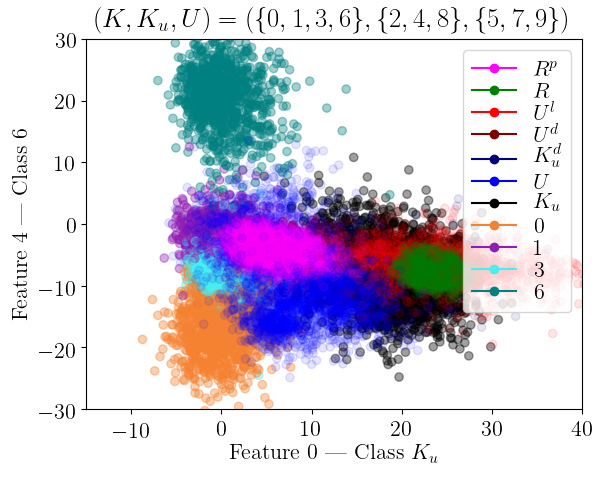 (K, K_u, U) = ({0, 1, 3, 6}, {2, 4, 8}, {5, 7, 9})
30
20
10
0
−10
−20
−30
Feature 4 — Class 6
R^p
R
U^l
U^d
K_u^d
U
K_u
0
1
3
6
−10
0
10
20
30
40
Feature 0 — Class K_u